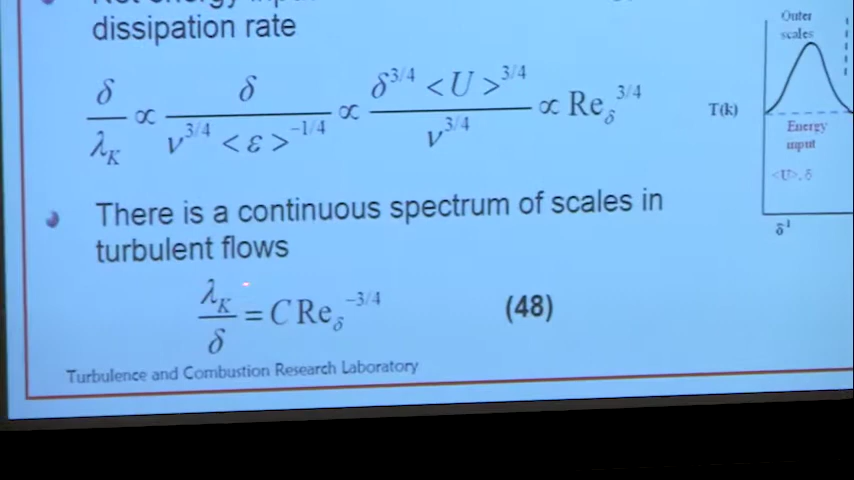 dissipation rate
δ/λ_K ∝ δ/(ν^{3/4} <ε>^{-1/4}) ∝ (δ^{3/4} <U>^{3/4})/ν^{3/4} ∝ Re_δ^{3/4}
There is a continuous spectrum of scales in
turbulent flows
λ_K/δ = C Re_δ^{-3/4} (48)
Turbulence and Combustion Research Laboratory
Outer
scales
T(k)
Energy
input
<U>, δ
δ^{-1}